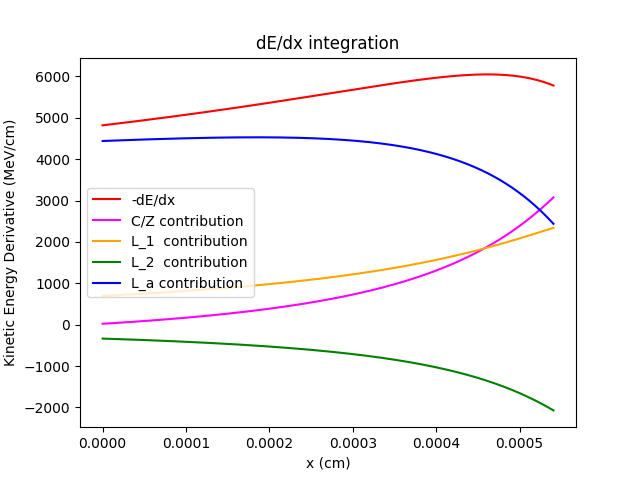 dE/dx integration
Kinetic Energy Derivative (MeV/cm)
6000
5000
4000
3000
2000
1000
0
−1000
−2000
-dE/dx
C/Z contribution
L_1  contribution
L_2  contribution
L_a contribution
0.0000 0.0001 0.0002 0.0003 0.0004 0.0005
x (cm)